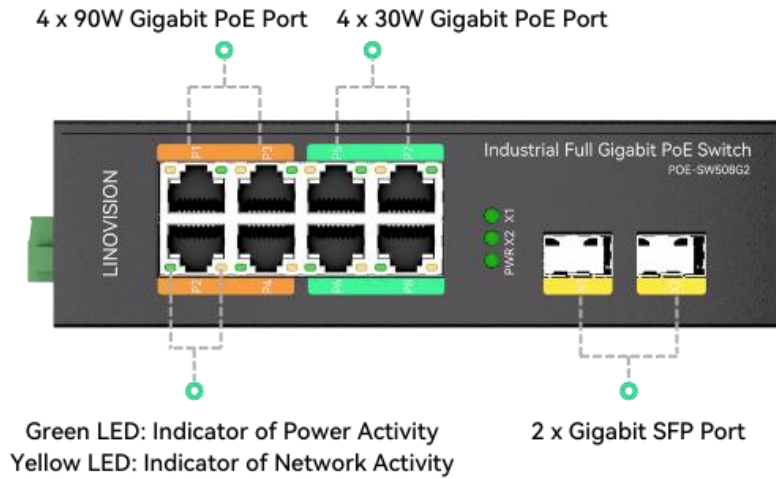 4 x 90W Gigabit PoE Port
4 x 30W Gigabit PoE Port
P1
P3
P5
P7
Industrial Full Gigabit PoE Switch
POE-SW508G2
LINOVISION
X1
X2
PWR
P2
P4
P6
P8
Green LED: Indicator of Power Activity
Yellow LED: Indicator of Network Activity
2 x Gigabit SFP Port